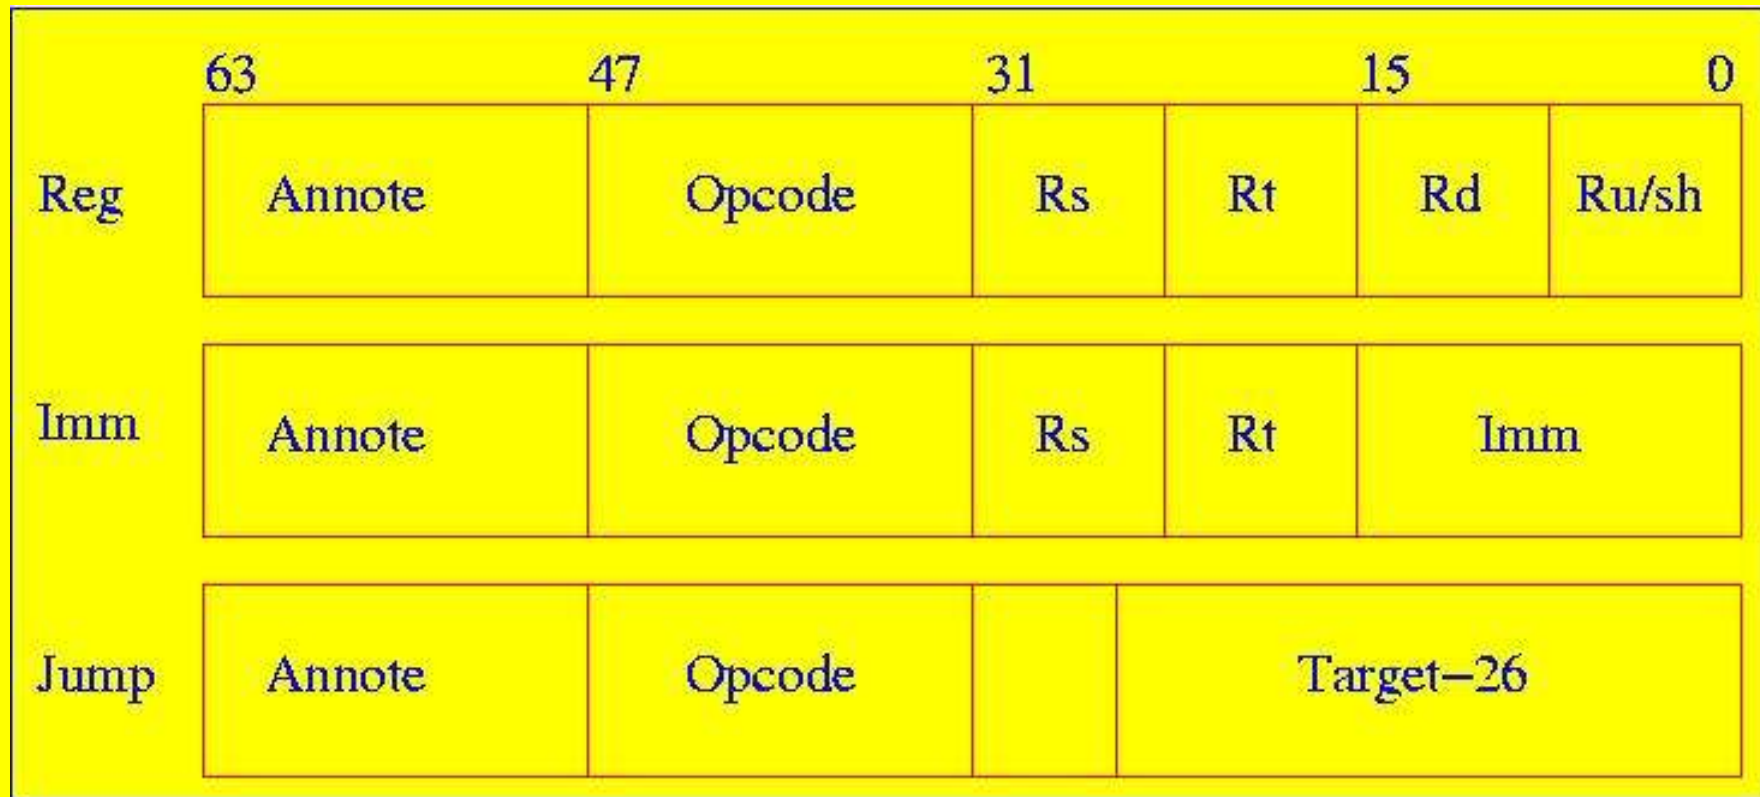 63 47 31 15 0
Reg Annote Opcode Rs Rt Rd Ru/sh
Imm Annote Opcode Rs Rt Imm
Jump Annote Opcode Target−26